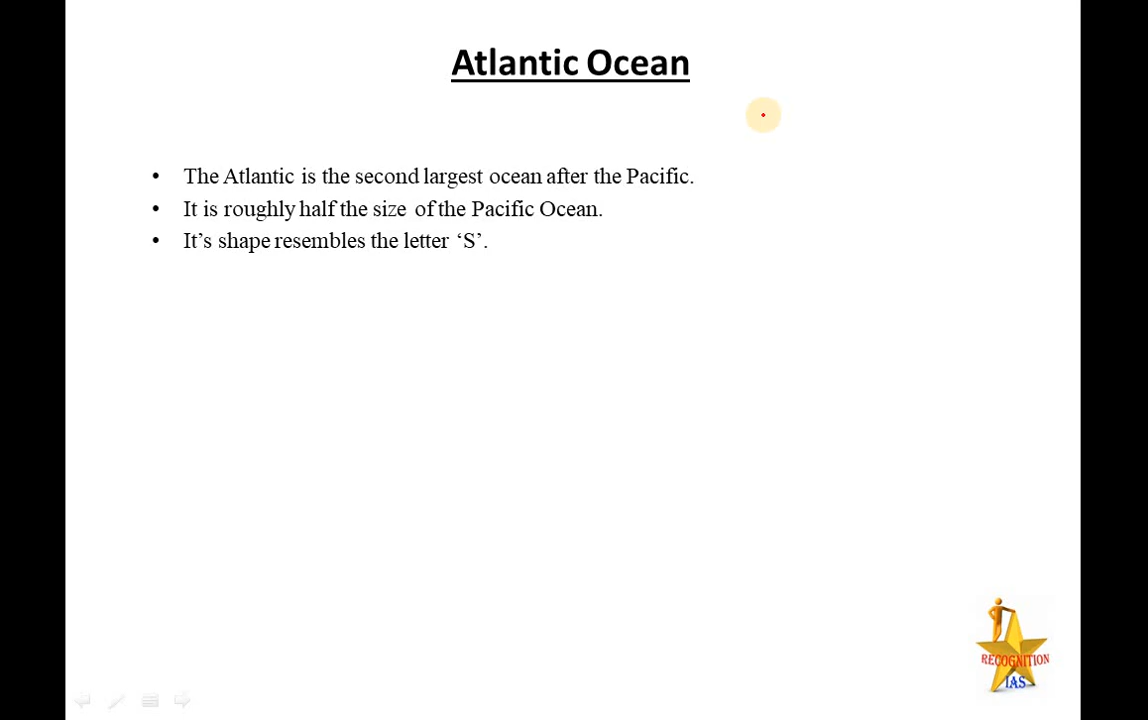 Atlantic Ocean
• The Atlantic is the second largest ocean after the Pacific.
• It is roughly half the size of the Pacific Ocean.
• It’s shape resembles the letter ‘S’.
RECOGNITION
IAS